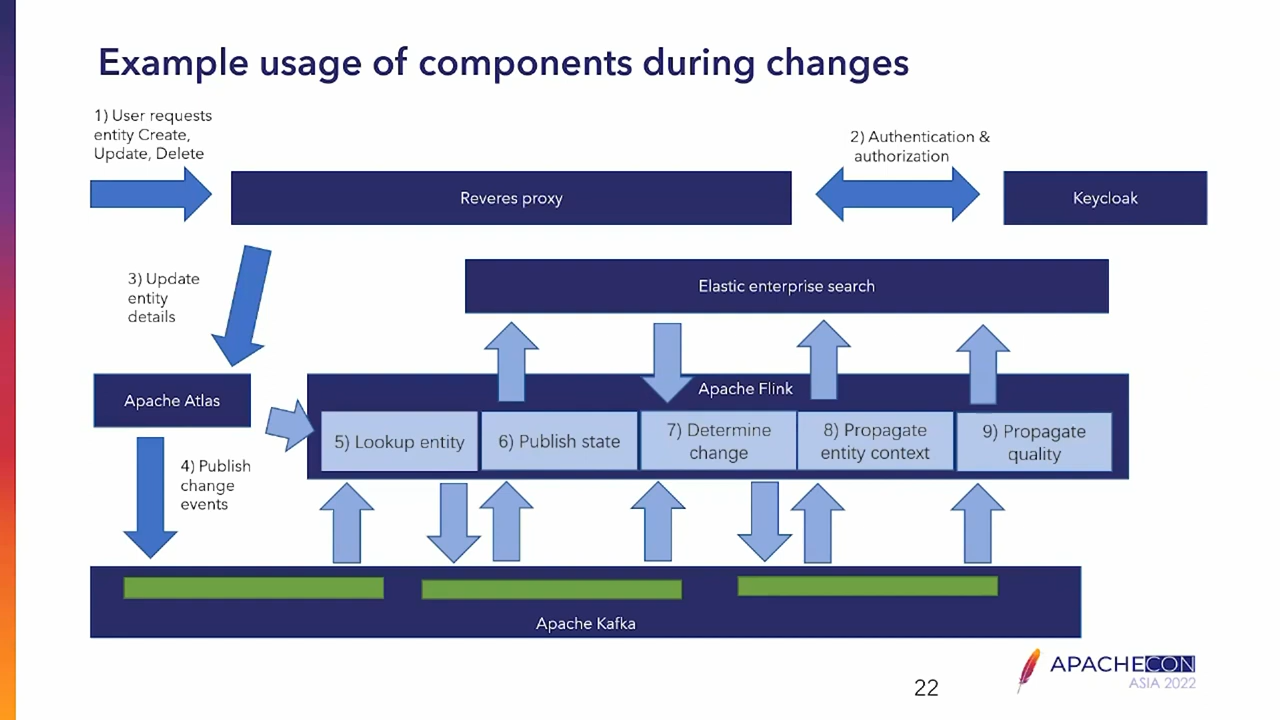 Example usage of components during changes
1) User requests
entity Create,
Update, Delete
2) Authentication &
authorization
Reveres proxy
Keycloak
3) Update
entity
details
Elastic enterprise search
Apache Atlas
Apache Flink
5) Lookup entity
6) Publish state
7) Determine
change
8) Propagate
entity context
9) Propagate
quality
4) Publish
change
events
Apache Kafka
APACHECON
ASIA 2022
22